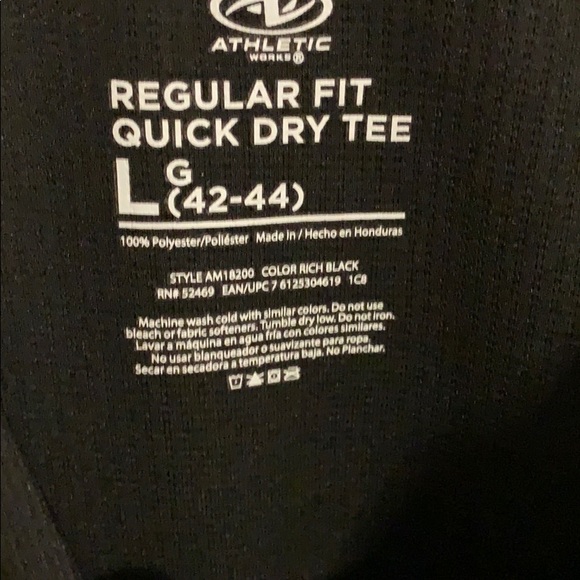 ATHLETIC
WORKS®
REGULAR FIT
QUICK DRY TEE
L G
(42-44)
100% Polyester/Poliéster Made in / Hecho en Honduras
STYLE AM18200 COLOR RICH BLACK
RN# 52469 EAN/UPC 7 6125304619 1C8
Machine wash cold with similar colors. Do not use
bleach or fabric softeners. Tumble dry low. Do not iron.
Lavar a máquina en agua fría con colores similares.
No usar blanqueador o suavizante para ropa.
Secar en secadora a temperatura baja. No Planchar.